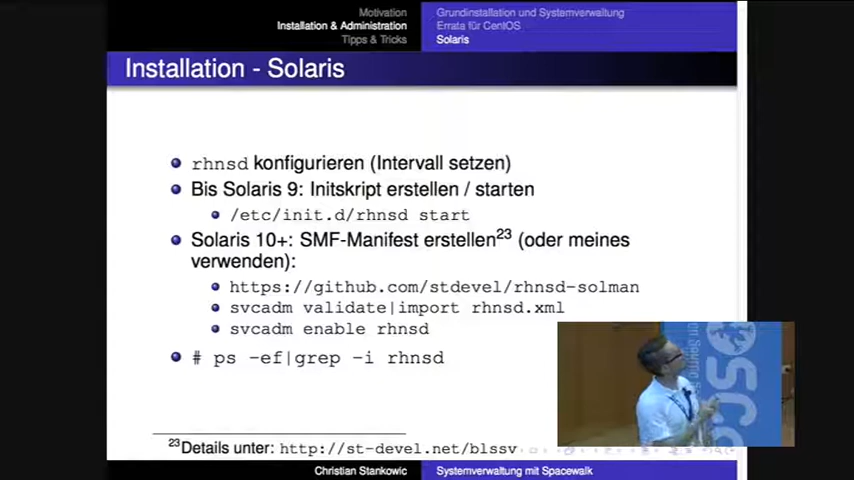 Motivation
Installation & Administration
Tipps & Tricks
Grundinstallation und Systemverwaltung
Errata für CentOS
Solaris
Installation - Solaris
rhnsd konfigurieren (Intervall setzen)
Bis Solaris 9: Initskript erstellen / starten
/etc/init.d/rhnsd start
Solaris 10+: SMF-Manifest erstellen23 (oder meines
verwenden):
https://github.com/stdevel/rhnsd-solman
svcadm validate|import rhnsd.xml
svcadm enable rhnsd
# ps -ef|grep -i rhnsd
23Details unter: http://st-devel.net/blssv
Christian Stankowic
Systemverwaltung mit Spacewalk